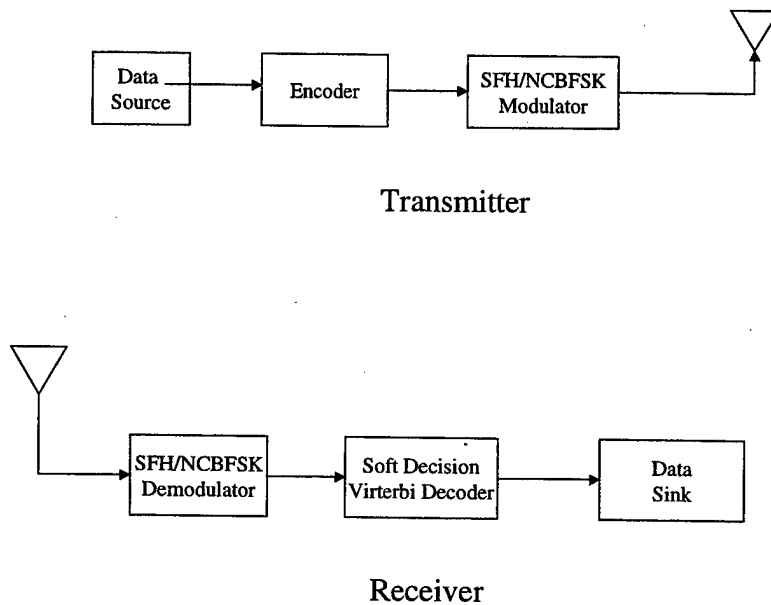 Data
Source
Encoder
SFH/NCBFSK
Modulator
Transmitter
SFH/NCBFSK
Demodulator
Soft Decision
Virterbi Decoder
Data
Sink
Receiver